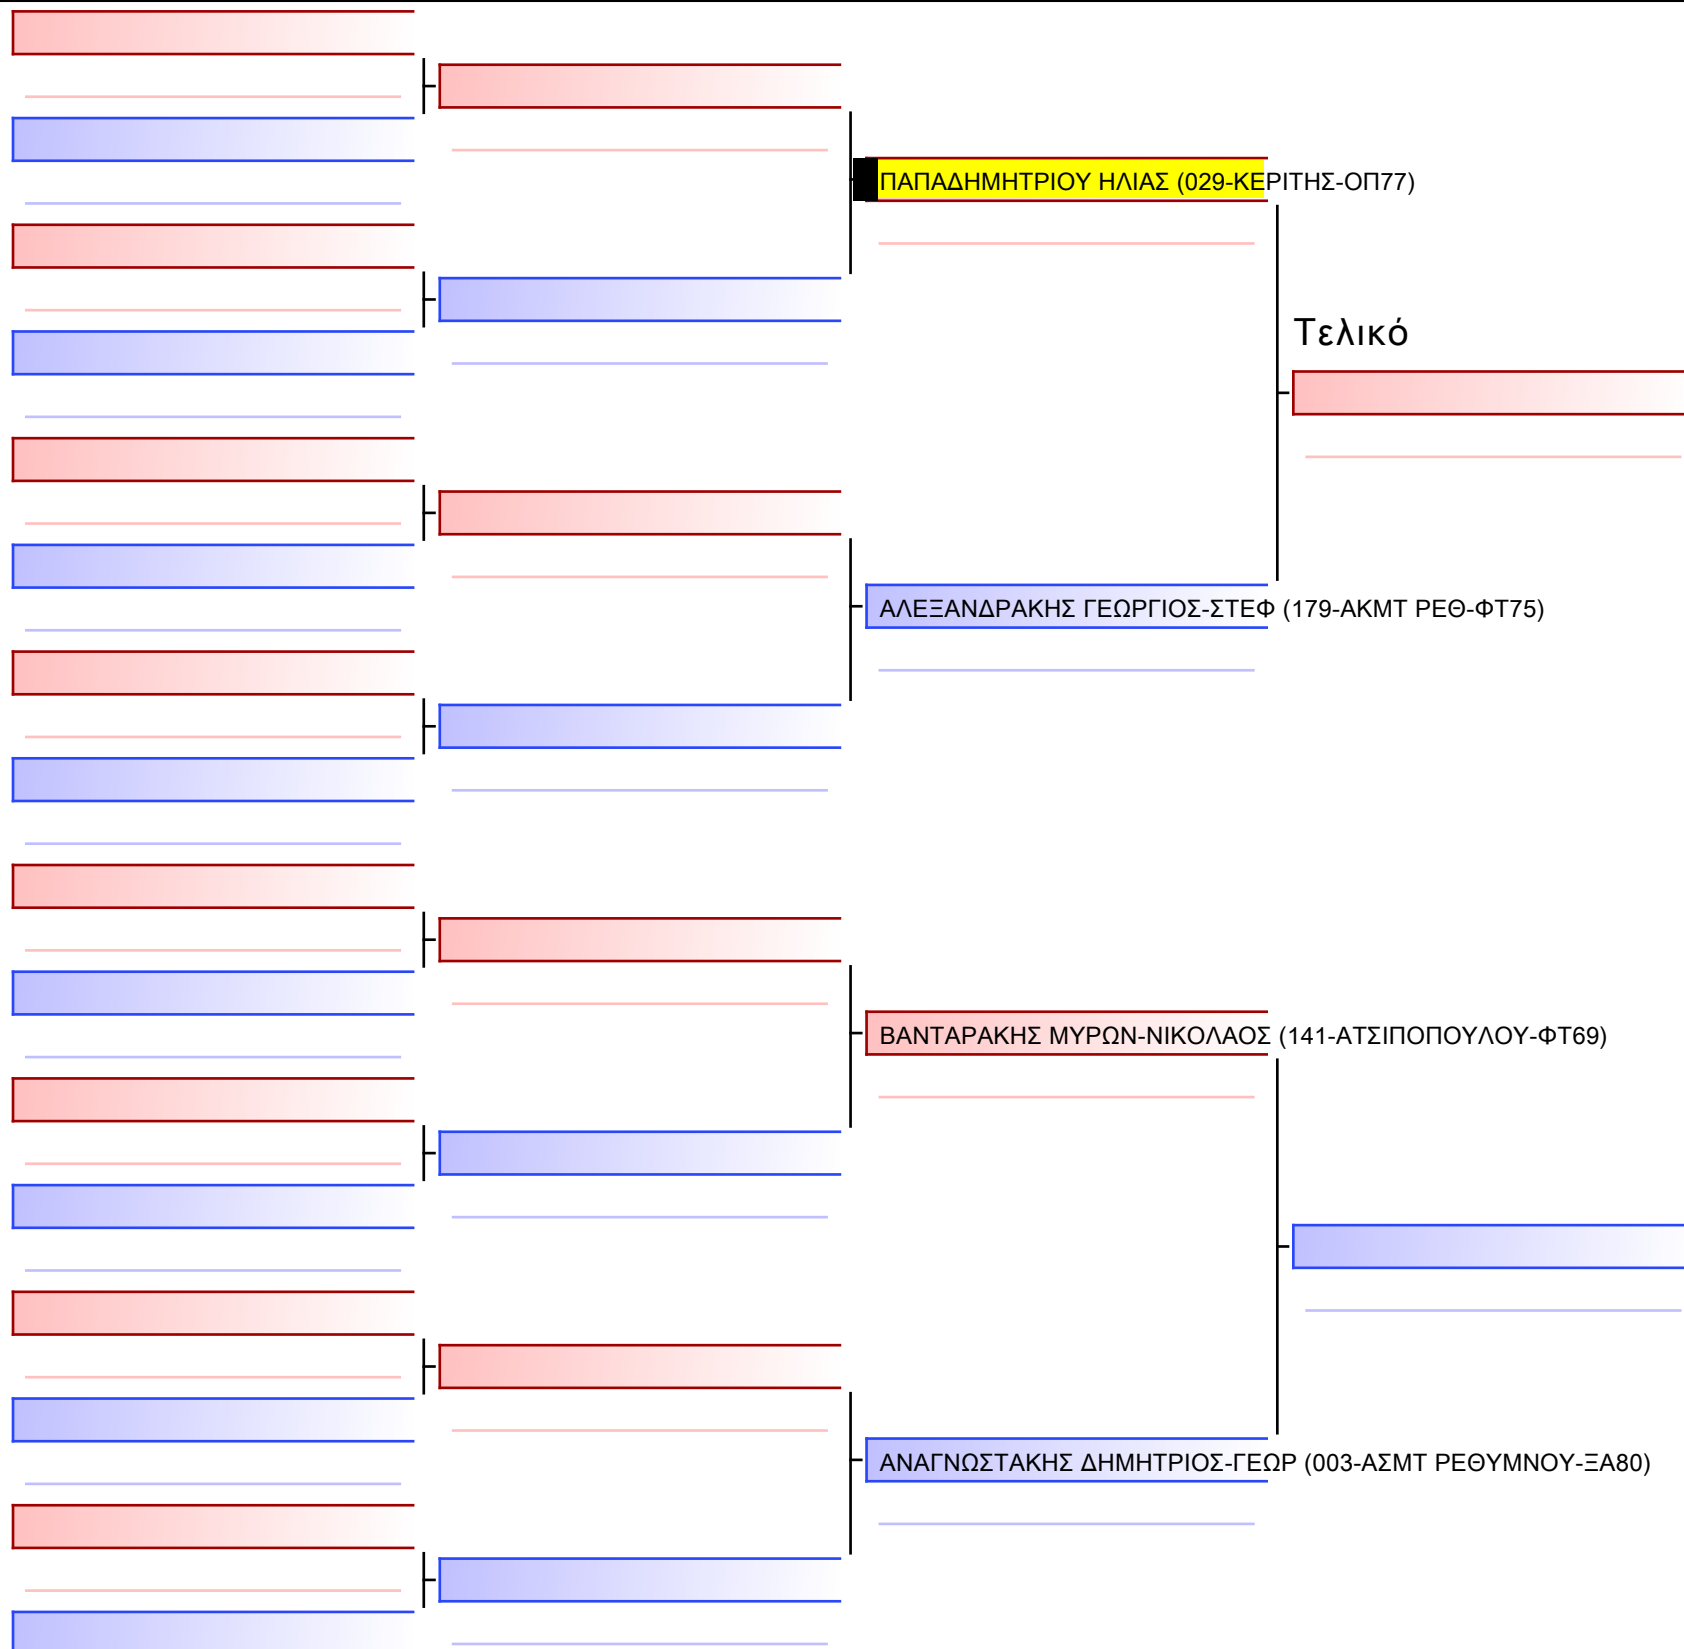 ΠΑΠΑΔΗΜΗΤΡΙΟΥ ΗΛΙΑΣ (029-ΚΕΡΙΤΗΣ-ΟΠ77)
Τελικό
ΑΛΕΞΑΝΔΡΑΚΗΣ ΓΕΩΡΓΙΟΣ-ΣΤΕΦ (179-ΑΚΜΤ ΡΕΘ-ΦΤ75)
ΒΑΝΤΑΡΑΚΗΣ ΜΥΡΩΝ-ΝΙΚΟΛΑΟΣ (141-ΑΤΣΙΠΟΠΟΥΛΟΥ-ΦΤ69)
ΑΝΑΓΝΩΣΤΑΚΗΣ ΔΗΜΗΤΡΙΟΣ-ΓΕΩΡ (003-ΑΣΜΤ ΡΕΘΥΜΝΟΥ-ΞΑ80)